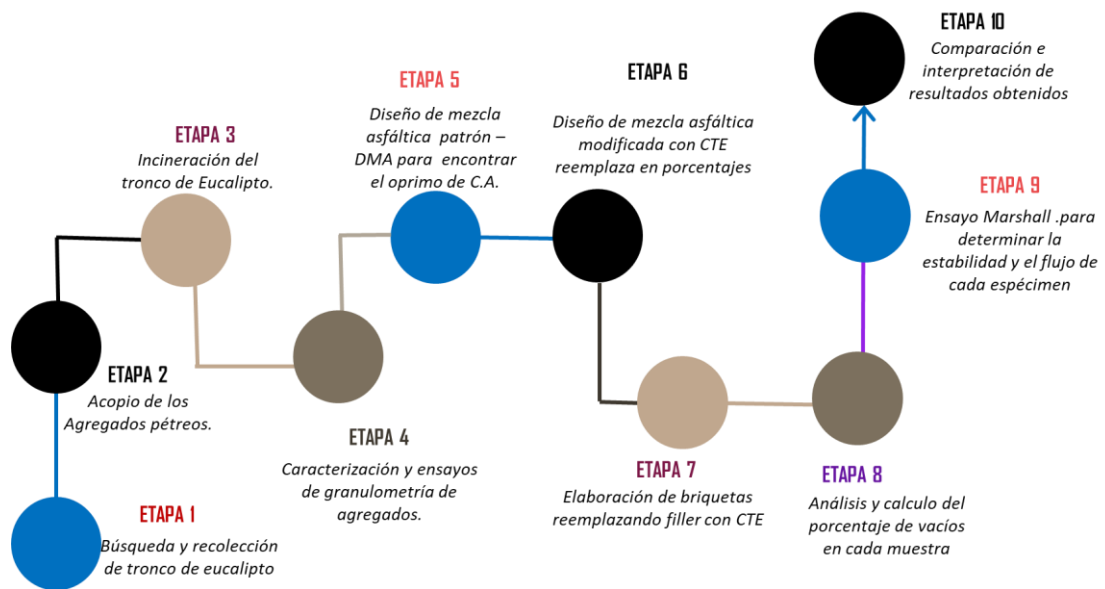 ETAPA 1
Búsqueda y recolección
de tronco de eucalipto
ETAPA 2
Acopio de los
Agregados pétreos.
ETAPA 3
Incineración del
tronco de Eucalipto.
ETAPA 4
Caracterización y ensayos
de granulometría de
agregados.
ETAPA 5
Diseño de mezcla
asfáltica patrón –
DMA para encontrar
el oprimo de C.A.
ETAPA 6
Diseño de mezcla asfáltica
modificada con CTE
reemplaza en porcentajes
ETAPA 7
Elaboración de briquetas
reemplazando filler con CTE
ETAPA 8
Análisis y calculo del
porcentaje de vacíos
en cada muestra
ETAPA 9
Ensayo Marshall .para
determinar la
estabilidad y el flujo de
cada espécimen
ETAPA 10
Comparación e
interpretación de
resultados obtenidos